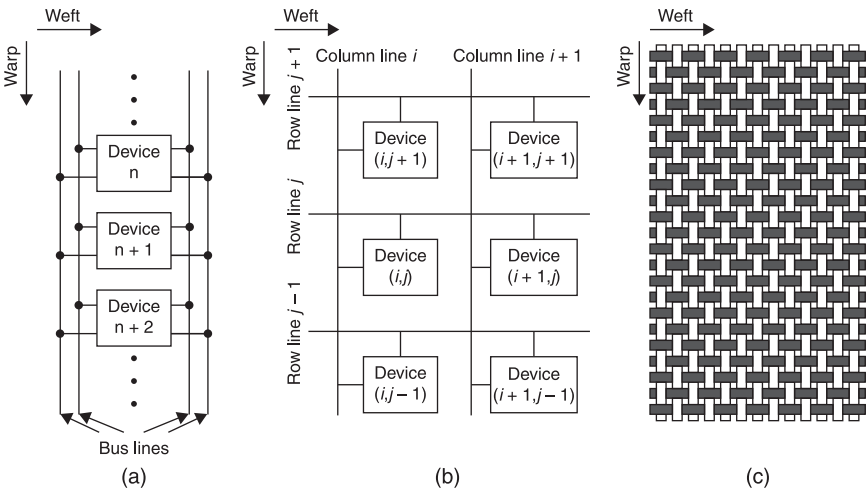 Weft
Warp
Device
n
Device
n + 1
Device
n + 2
Bus lines
(a)
Weft
Warp
Column line i
Column line i + 1
Row line j + 1
Device
(i,j + 1)
Device
(i + 1,j + 1)
Row line j
Device
(i,j)
Device
(i + 1,j)
Row line j − 1
Device
(i,j − 1)
Device
(i + 1,j − 1)
(b)
Weft
Warp
(c)